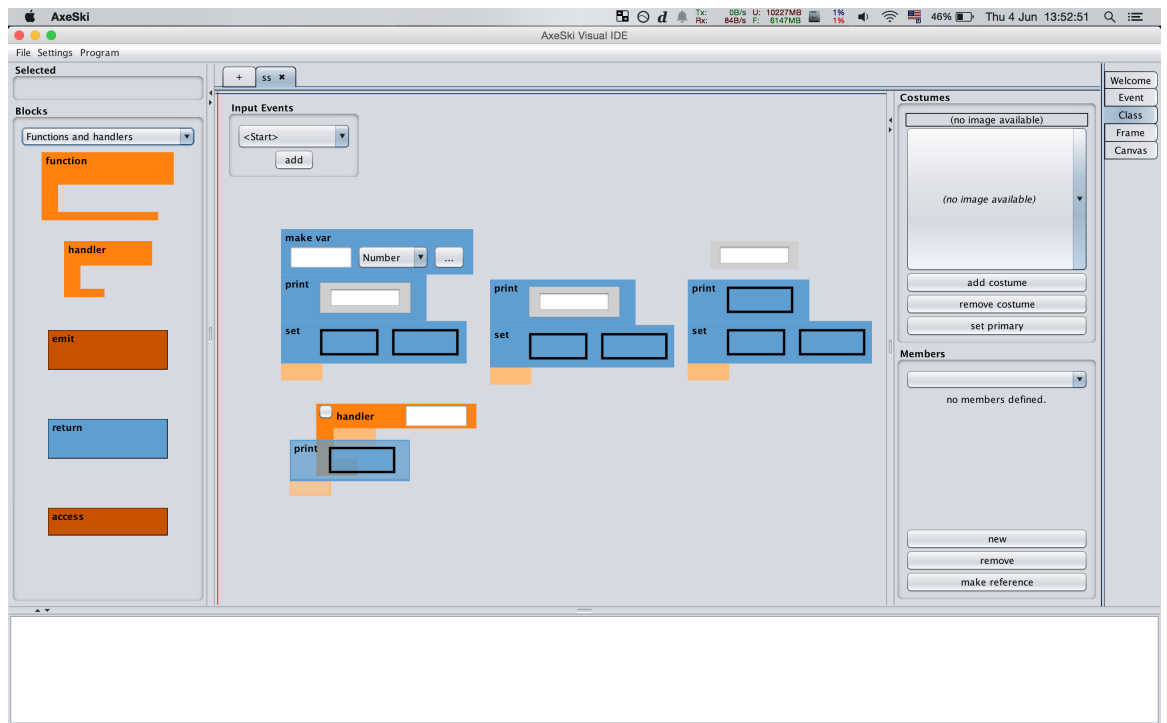 AxeSki
d Tx: 0B/s U: 10227MB 1% 46% Thu 4 Jun 13:52:51
Rx: 84B/s F: 6147MB 1%
AxeSki Visual IDE
File Settings Program
Selected
Blocks
Functions and handlers
function
handler
emit
return
access
+ ss ✖
Input Events
<Start>
add
make var
Number ...
print
set
print
set
print
set
handler
print
Costumes
(no image available)
(no image available)
add costume
remove costume
set primary
Members
no members defined.
new
remove
make reference
Welcome
Event
Class
Frame
Canvas